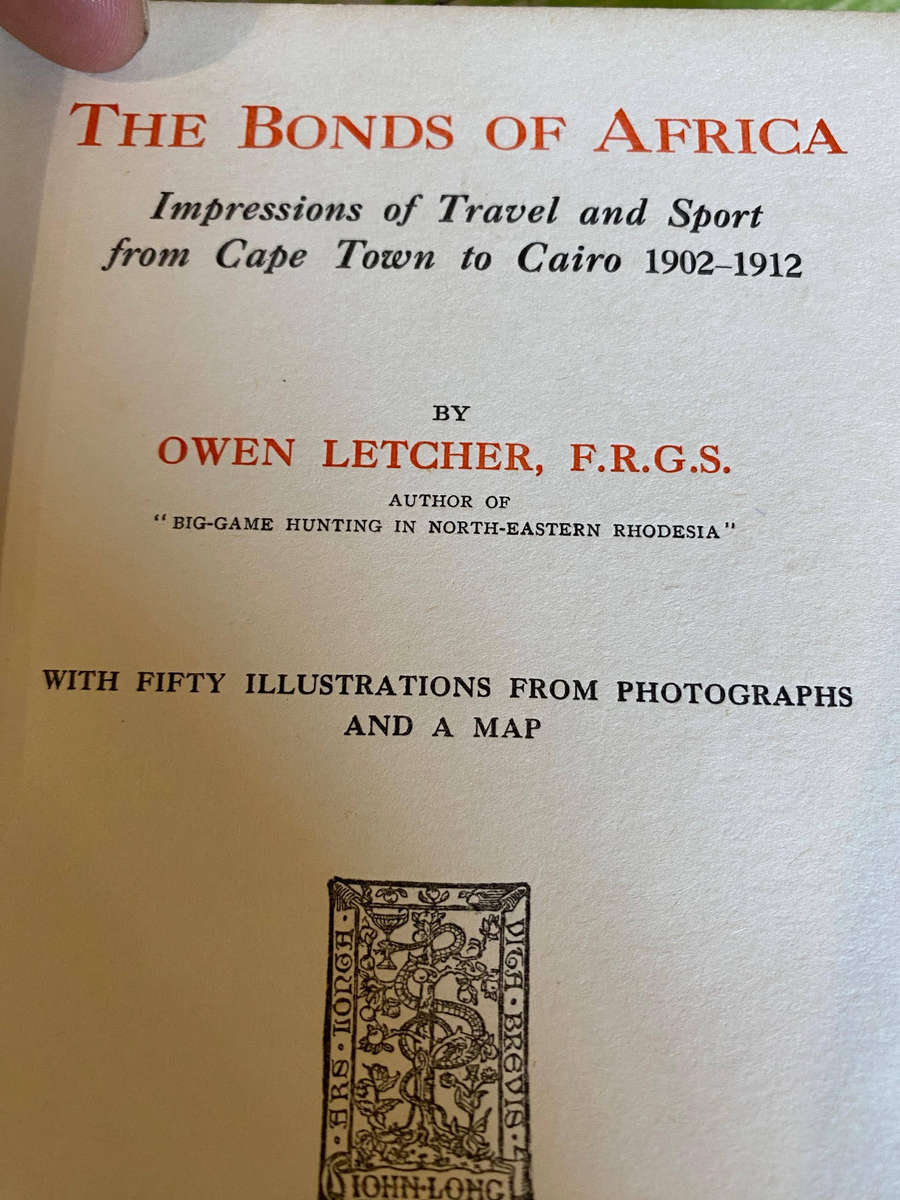 THE BONDS OF AFRICA
Impressions of Travel and Sport
from Cape Town to Cairo 1902–1912
BY
OWEN LETCHER, F.R.G.S.
AUTHOR OF
"BIG-GAME HUNTING IN NORTH-EASTERN RHODESIA"
WITH FIFTY ILLUSTRATIONS FROM PHOTOGRAPHS
AND A MAP
ARS · LONGA ·
VITA · BREVIS ·
IOHN·LONG